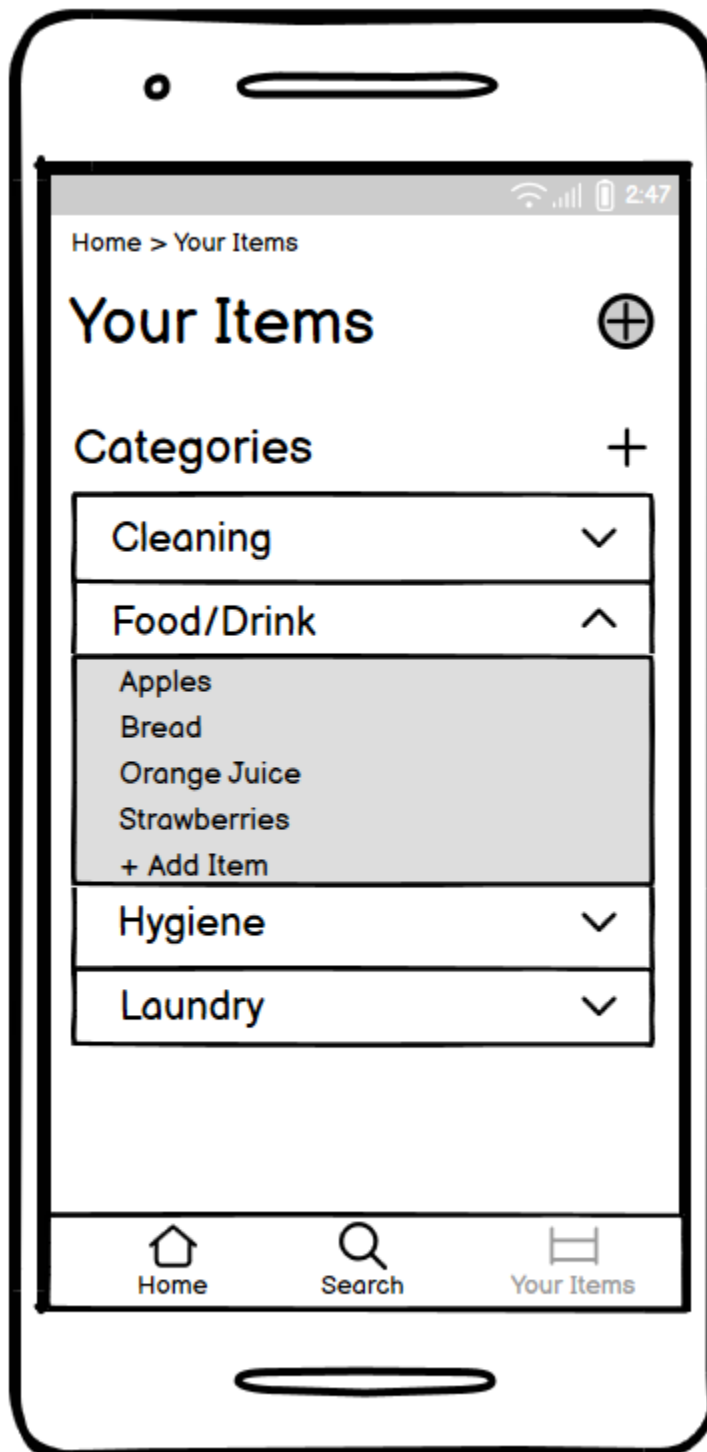 2:47
Home > Your Items
Your Items
Categories
Cleaning
Food/Drink
Apples
Bread
Orange Juice
Strawberries
+ Add Item
Hygiene
Laundry
Home Search Your Items